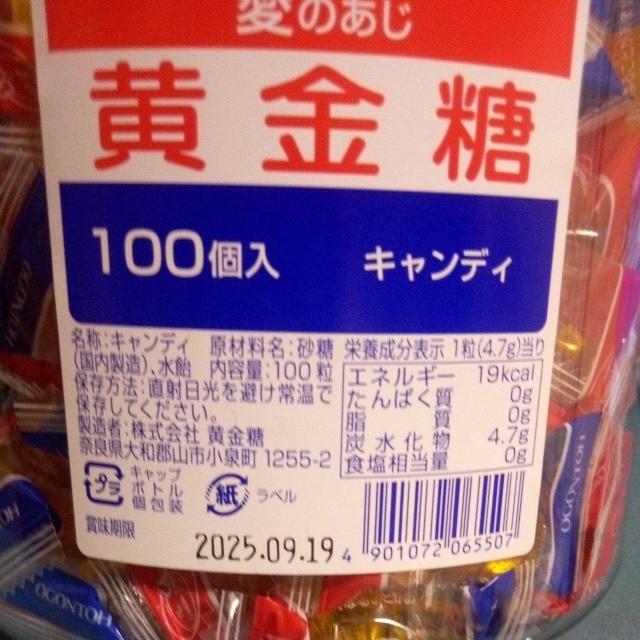 愛のあじ
黄金糖
100個入 キャンディ
名称:キャンディ 原材料名:砂糖
(国内製造)、水飴 内容量:100粒
保存方法:直射日光を避け常温で
保存してください。
製造者:株式会社 黄金糖
奈良県大和郡山市小泉町 1255-2
プラ
キャップ
ボトル
個包装
紙
ラベル
賞味期限
2025.09.19
栄養成分表示 1粒(4.7g)当り
エネルギー 19kcal
たんぱく質 0g
脂質 0g
炭水化物 4.7g
食塩相当量 0g
4 901072 065507
HOTNOGO
HOTNOGO